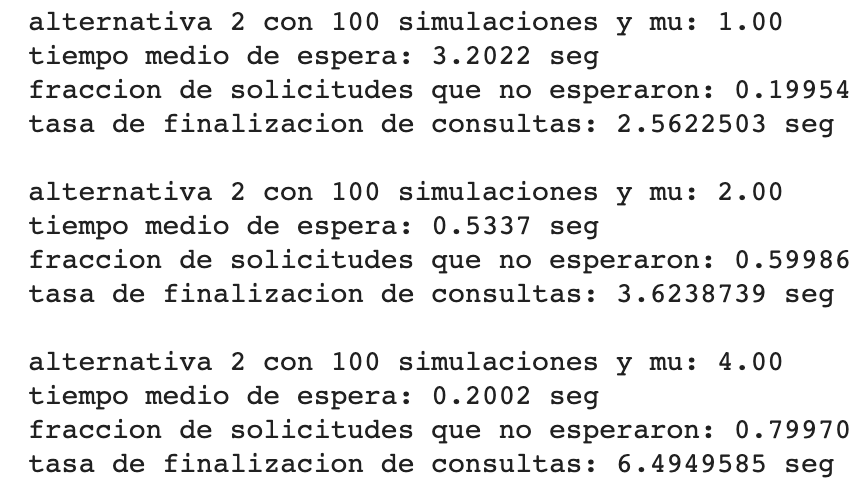 alternativa 2 con 100 simulaciones y mu: 1.00
tiempo medio de espera: 3.2022 seg
fraccion de solicitudes que no esperaron: 0.19954
tasa de finalizacion de consultas: 2.5622503 seg
alternativa 2 con 100 simulaciones y mu: 2.00
tiempo medio de espera: 0.5337 seg
fraccion de solicitudes que no esperaron: 0.59986
tasa de finalizacion de consultas: 3.6238739 seg
alternativa 2 con 100 simulaciones y mu: 4.00
tiempo medio de espera: 0.2002 seg
fraccion de solicitudes que no esperaron: 0.79970
tasa de finalizacion de consultas: 6.4949585 seg